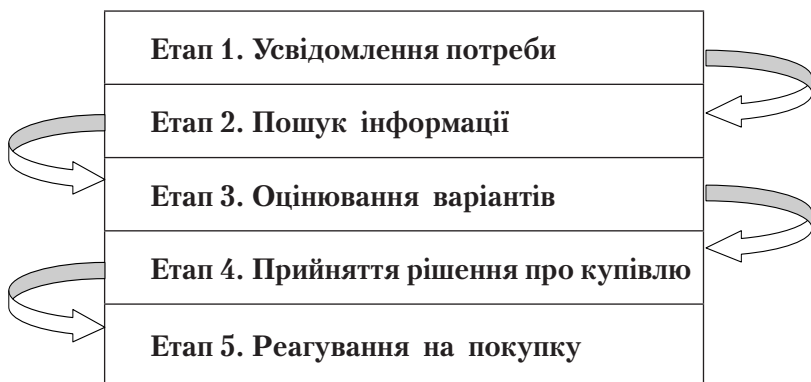 Етап 1. Усвідомлення потреби
Етап 2. Пошук інформації
Етап 3. Оцінювання варіантів
Етап 4. Прийняття рішення про купівлю
Етап 5. Реагування на покупку